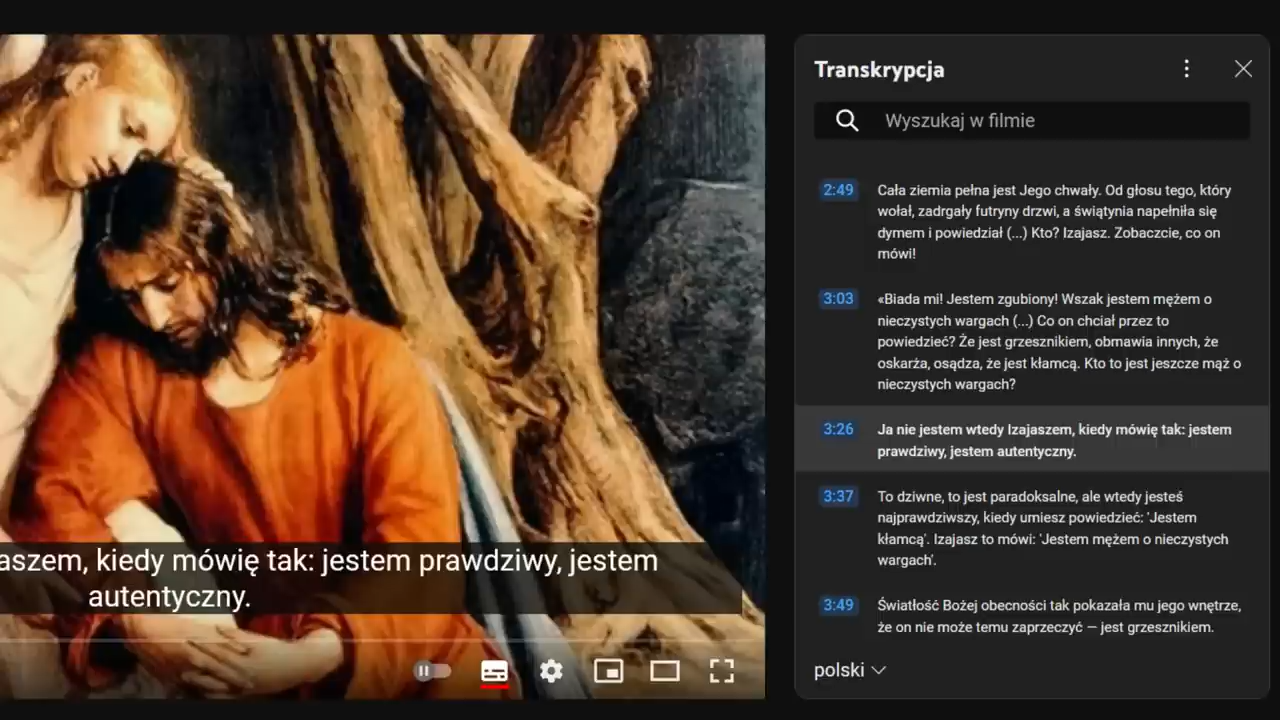 Transkrypcja
Wyszukaj w filmie
2:49
Cała ziemia pełna jest Jego chwały. Od głosu tego, który
wołał, zadrgały futryny drzwi, a świątynia napełniła się
dymem i powiedział (...) Kto? Izajasz. Zobaczcie, co on
mówi!
3:03
«Biada mi! Jestem zgubiony! Wszak jestem mężem o
nieczystych wargach (...) Co on chciał przez to
powiedzieć? Że jest grzesznikiem, obmawia innych, że
oskarża, osądza, że jest kłamcą. Kto to jest jeszcze mąż o
nieczystych wargach?
3:26
Ja nie jestem wtedy Izajaszem, kiedy mówię tak: jestem
prawdziwy, jestem autentyczny.
3:37
To dziwne, to jest paradoksalne, ale wtedy jesteś
najprawdziwszy, kiedy umiesz powiedzieć: 'Jestem
kłamcą'. Izajasz to mówi: 'Jestem mężem o nieczystych
wargach'.
3:49
Światłość Bożej obecności tak pokazała mu jego wnętrze,
że on nie może temu zaprzeczyć — jest grzesznikiem.
polski
aszem, kiedy mówię tak: jestem prawdziwy, jestem
autentyczny.